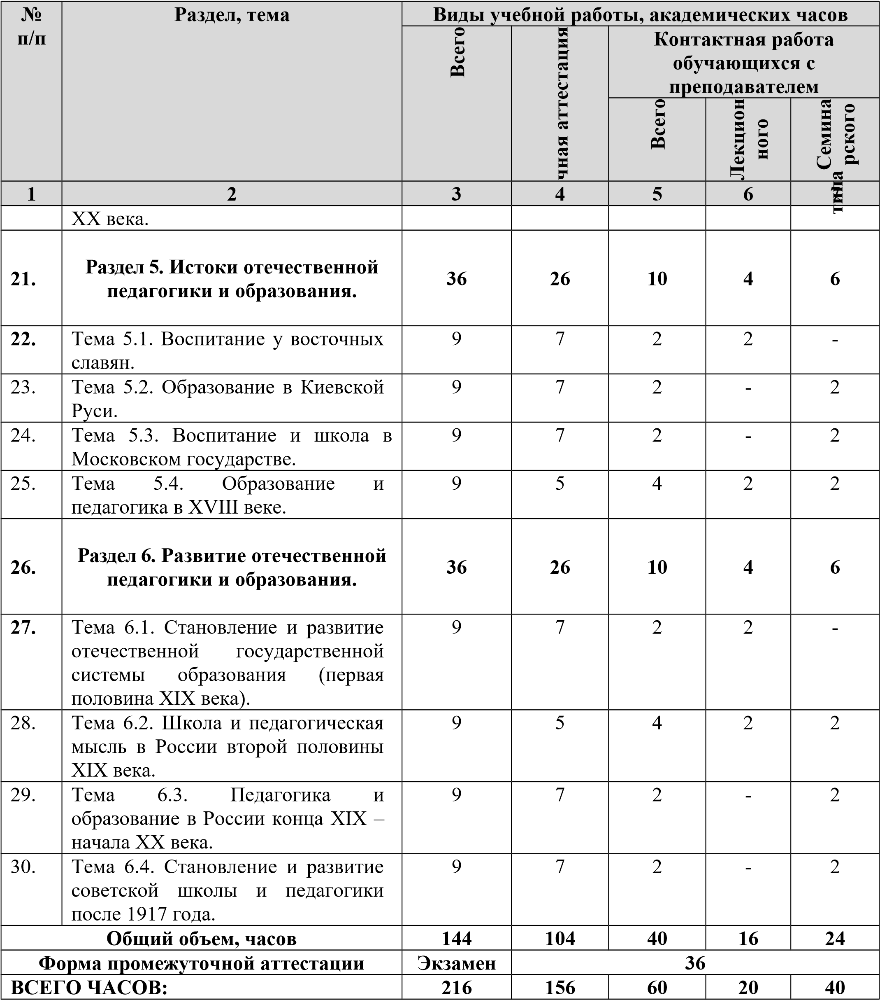 № п/п Раздел, тема Виды учебной работы, академических часов
Всего
чная аттестация
Контактная работа
обучающихся с
преподавателем
Всего
Лекцион
ного
Семина
рского
типа
1 2 3 4 5 6 7
XX века.
21. Раздел 5. Истоки отечественной 36 26 10 4 6
педагогики и образования.
22. Тема 5.1. Воспитание у восточных 9 7 2 2 -
славян.
23. Тема 5.2. Образование в Киевской 9 7 2 - 2
Руси.
24. Тема 5.3. Воспитание и школа в 9 7 2 - 2
Московском государстве.
25. Тема 5.4. Образование и 9 5 4 2 2
педагогика в XVIII веке.
26. Раздел 6. Развитие отечественной 36 26 10 4 6
педагогики и образования.
27. Тема 6.1. Становление и развитие 9 7 2 2 -
отечественной государственной
системы образования (первая
половина XIX века).
28. Тема 6.2. Школа и педагогическая 9 5 4 2 2
мысль в России второй половины
XIX века.
29. Тема 6.3. Педагогика и 9 7 2 - 2
образование в России конца XIX –
начала XX века.
30. Тема 6.4. Становление и развитие 9 7 2 - 2
советской школы и педагогики
после 1917 года.
Общий объем, часов 144 104 40 16 24
Форма промежуточной аттестации Экзамен 36
ВСЕГО ЧАСОВ: 216 156 60 20 40